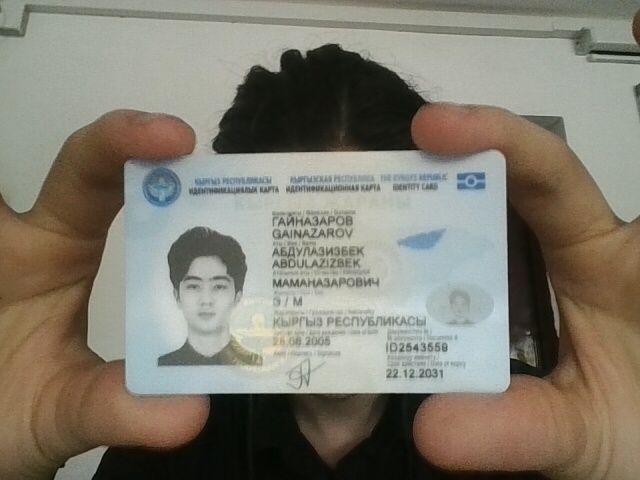 КЫРГЫЗ РЕСПУБЛИКАСЫ КЫРГЫЗСКАЯ РЕСПУБЛИКА THE KYRGYZ REPUBLIC
ИДЕНТИФИКАЦИЯЛЫК КАРТА ИДЕНТИФИКАЦИОННАЯ КАРТА IDENTITY CARD
ГАЙНАЗАРОВ
GAINAZAROV
АБДУЛАЗИЗБЕК
ABDULAZIZBEK
МАМАНАЗАРОВИЧ
Э / М
КЫРГЫЗ РЕСПУБЛИКАСЫ
25.06.2005
ID2543559
22.12.2031